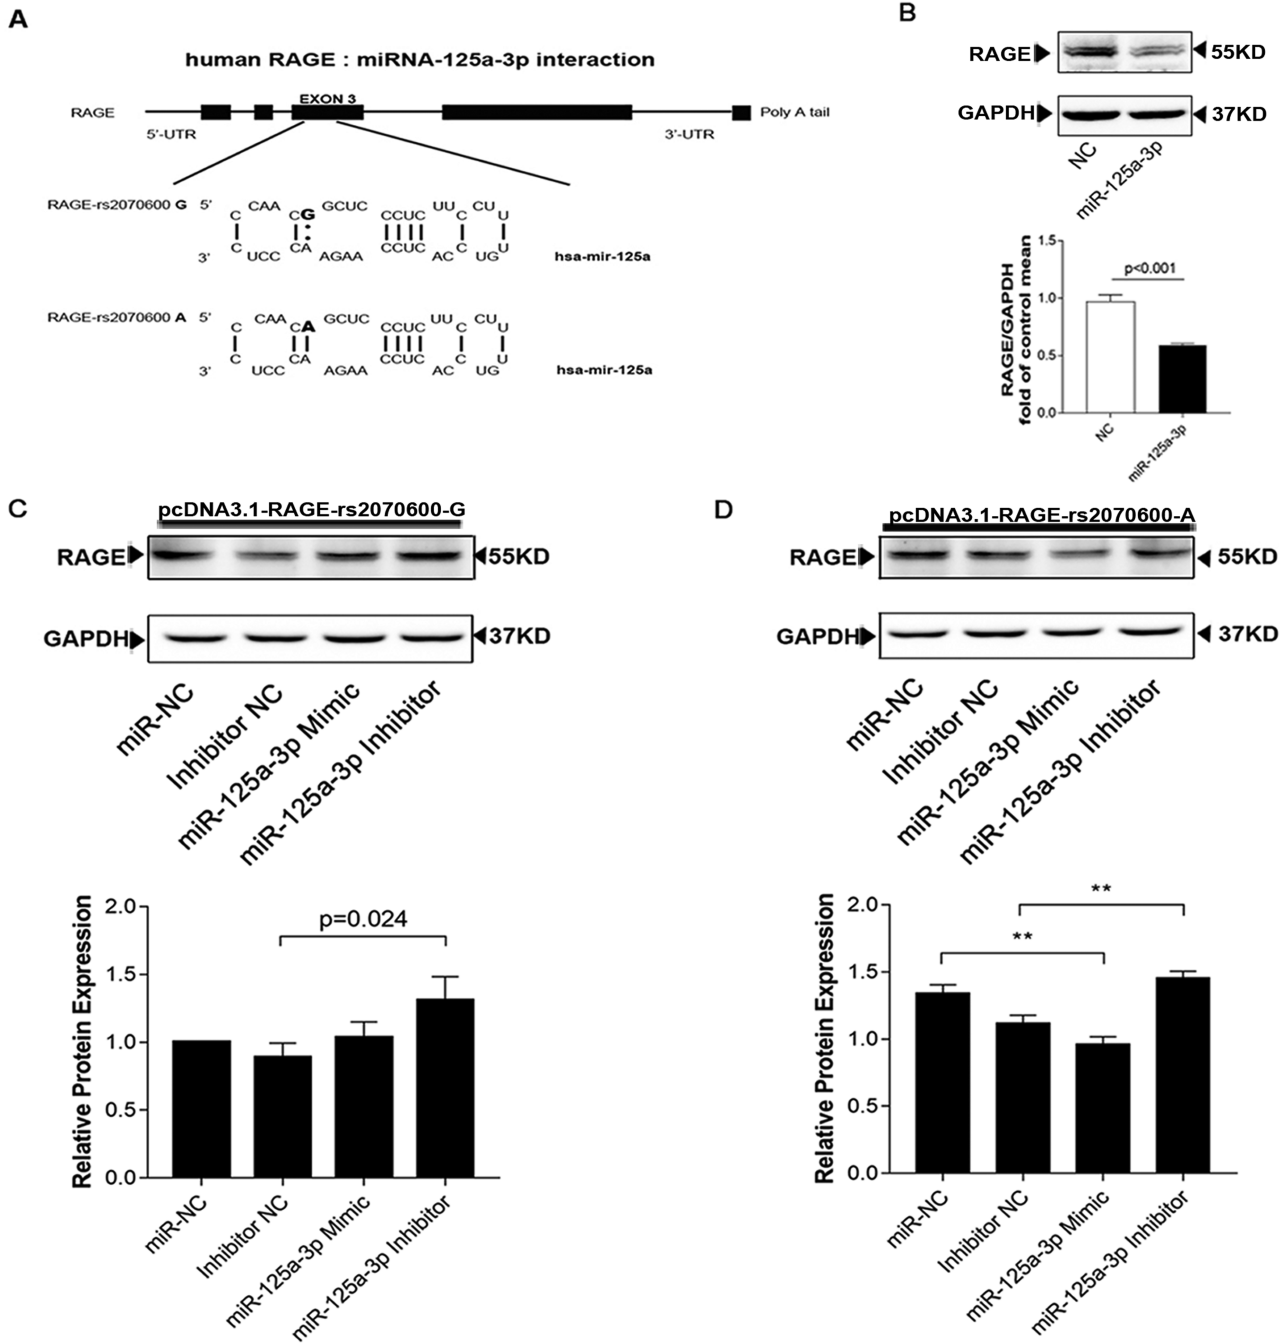 A
human RAGE : miRNA-125a-3p interaction
EXON 3
RAGE
Poly A tail
5'-UTR
3'-UTR
RAGE-rs2070600 G 5' C CAA CG GCUC CCUC UU C CU U
3' C UCC CA AGAA CCUC AC C UG U hsa-mir-125a
RAGE-rs2070600 A 5' C CAA CA GCUC CCUC UU C CU U
3' C UCC CA AGAA CCUC AC C UG U hsa-mir-125a
B
RAGE
55KD
GAPDH
37KD
NC
miR-125a-3p
RAGE/GAPDH
fold of control mean
1.5
1.0
0.5
0.0
p<0.001
NC
miR-125a-3p
C
pcDNA3.1-RAGE-rs2070600-G
RAGE
55KD
GAPDH
37KD
miR-NC
Inhibitor NC
miR-125a-3p Mimic
miR-125a-3p Inhibitor
Relative Protein Expression
2.0
1.5
1.0
0.5
0.0
p=0.024
miR-NC
Inhibitor NC
miR-125a-3p Mimic
miR-125a-3p Inhibitor
D
pcDNA3.1-RAGE-rs2070600-A
RAGE
55KD
GAPDH
37KD
miR-NC
Inhibitor NC
miR-125a-3p Mimic
miR-125a-3p Inhibitor
Relative Protein Expression
2.0
1.5
1.0
0.5
0.0
**
**
miR-NC
Inhibitor NC
miR-125a-3p Mimic
miR-125a-3p Inhibitor